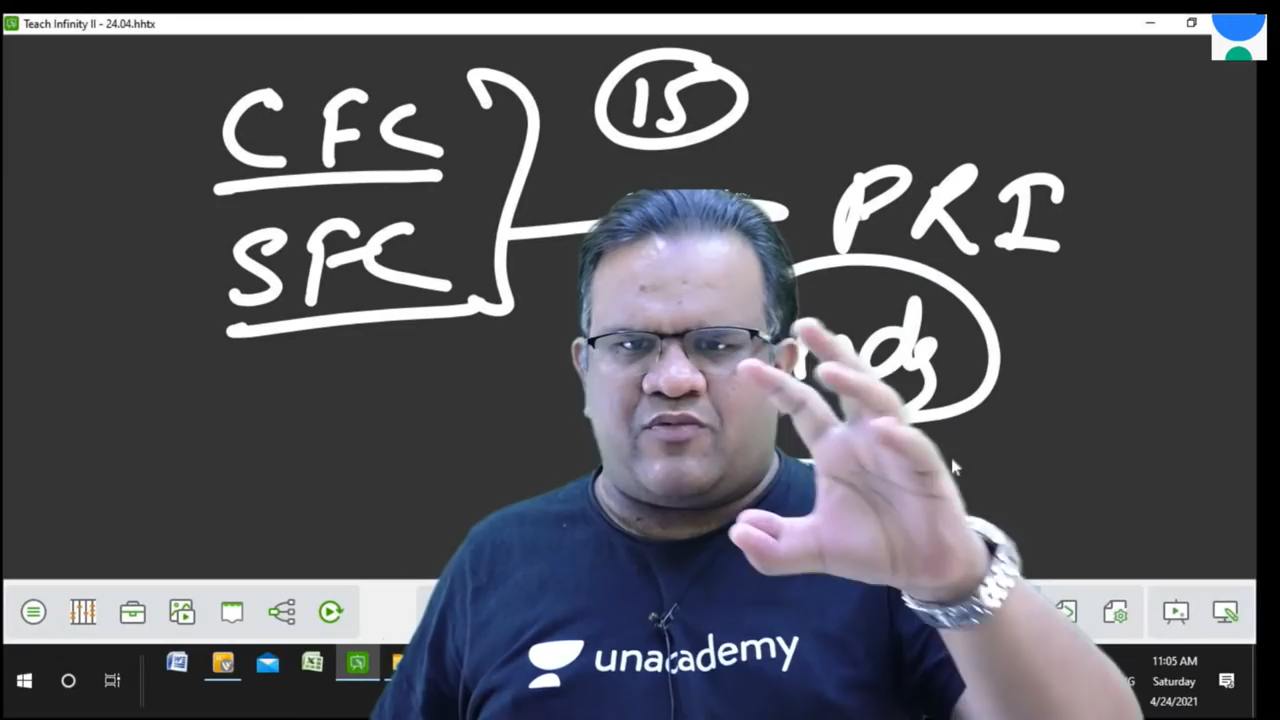 Teach Infinity II - 24.04.hhtx
CFC
15
SFC
PRI
unacademy
11:05 AM
Saturday
4/24/2021